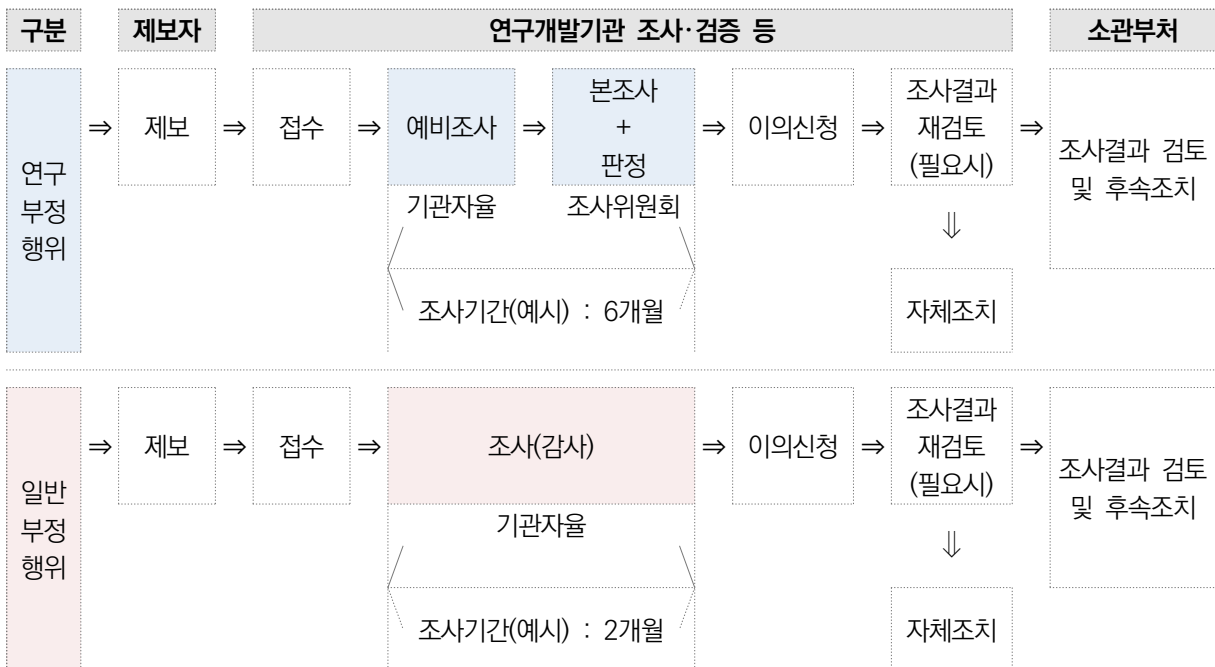 구분 제보자 연구개발기관 조사·검증 등 소관부처
연구
부정
행위
⇒ 제보 ⇒ 접수 ⇒ 예비조사 ⇒
본조사
+
판정
⇒ 이의신청 ⇒
조사결과
재검토
(필요시)
⇒
조사결과 검토
및 후속조치
기관자율 조사위원회
⇓
조사기간(예시) : 6개월
자체조치
일반
부정
행위
⇒ 제보 ⇒ 접수 ⇒ 조사(감사) ⇒ 이의신청 ⇒
조사결과
재검토
(필요시)
⇒
조사결과 검토
및 후속조치
기관자율
⇓
조사기간(예시) : 2개월
자체조치